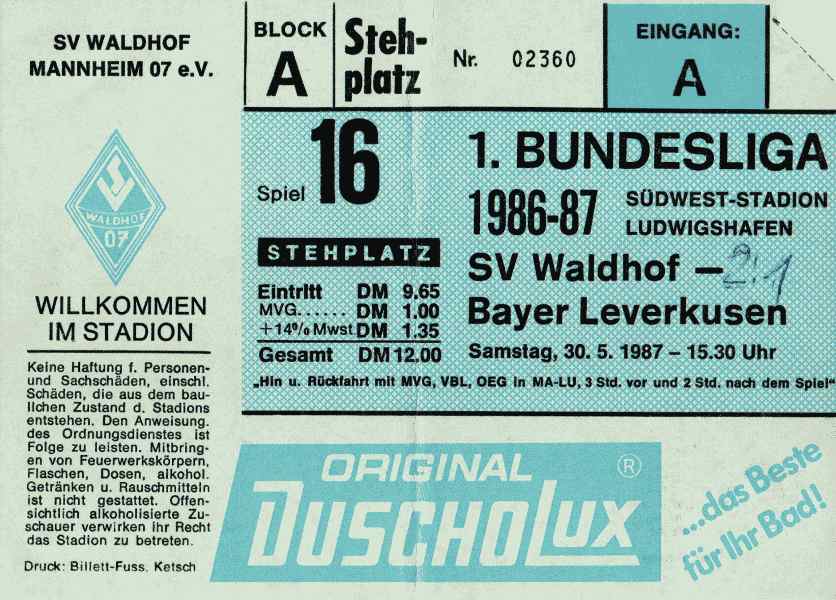 SV WALDHOF
MANNHEIM 07 e.V.
SV
WALDHOF
07
WILLKOMMEN
IM STADION
Keine Haftung f. Personen-
und Sachschäden, einschl.
Schäden, die aus dem bau-
lichen Zustand d. Stadions
entstehen. Den Anweisung.
des Ordnungsdienstes ist
Folge zu leisten. Mitbring-
en von Feuerwerkskörpern,
Flaschen, Dosen, alkohol.
Getränken u. Rauschmitteln
ist nicht gestattet. Offen-
sichtlich alkoholisierte Zu-
schauer verwirken ihr Recht
das Stadion zu betreten.
Druck: Billett-Fuss. Ketsch
BLOCK
A
Steh-
platz
Nr. 02360
EINGANG:
A
Spiel 16
STEHPLATZ
Eintritt DM 9.65
MVG...... DM 1.00
+14% Mwst. DM 1.35
Gesamt DM 12.00
1. BUNDESLIGA
1986-87
SÜDWEST-STADION
LUDWIGSHAFEN
SV Waldhof – 2:1
Bayer Leverkusen
Samstag, 30. 5. 1987 – 15.30 Uhr
„Hin u. Rückfahrt mit MVG, VBL, OEG in MA-LU, 3 Std. vor und 2 Std. nach dem Spiel"
ORIGINAL ®
DUSCHOLUX
...das Beste
für Ihr Bad!